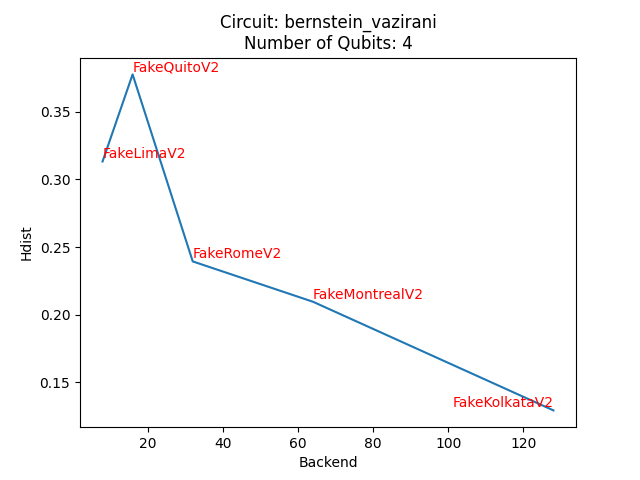 Circuit: bernstein_vazirani
Number of Qubits: 4
FakeQuitoV2
FakeLimaV2
FakeRomeV2
FakeMontrealV2
FakeKolkataV2
Hdist
0.35
0.30
0.25
0.20
0.15
20 40 60 80 100 120
Backend